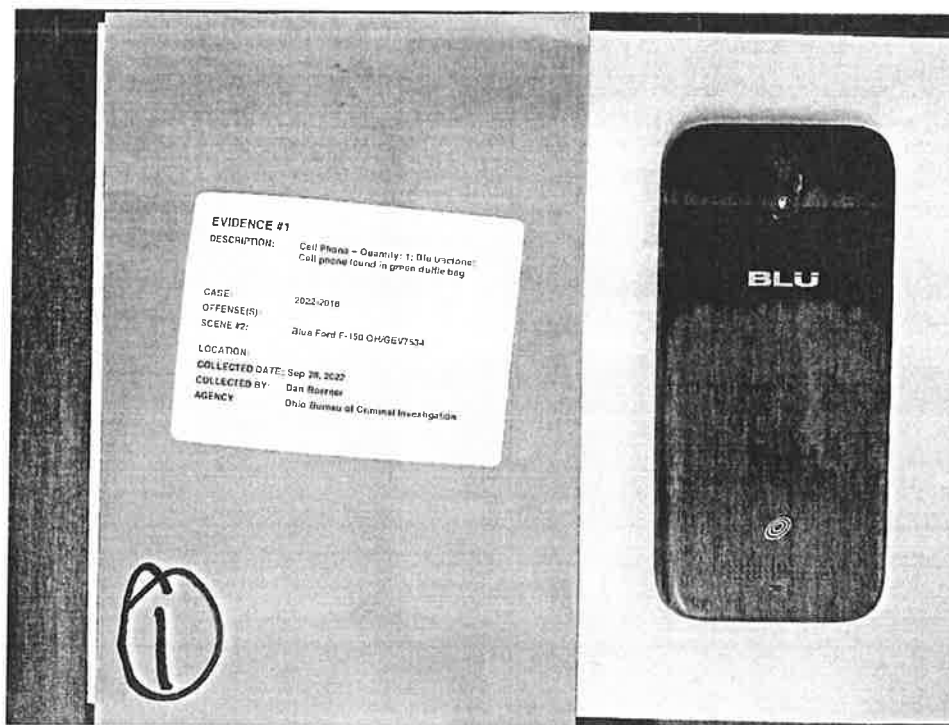 EVIDENCE #1
DESCRIPTION: Cell Phone – Quantity: 1; Blu tracfone;
Cell phone found in green duffle bag
CASE: 2022-2018
OFFENSE(S):
SCENE #2: Blue Ford F-150 OH/GEV7534
LOCATION:
COLLECTED DATE: Sep 28, 2022
COLLECTED BY: Dan Boerner
AGENCY: Ohio Bureau of Criminal Investigation
1
BLU